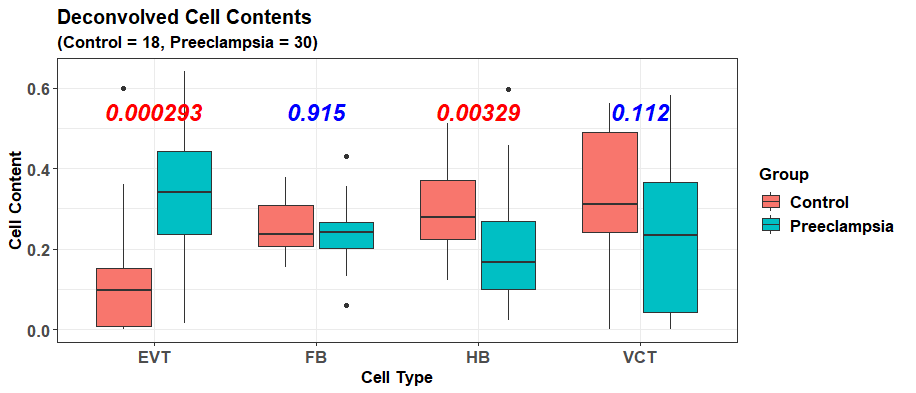 Deconvolved Cell Contents
(Control = 18, Preeclampsia = 30)
0.6
0.4
0.2
0.0
Cell Content
0.000293
0.915
0.00329
0.112
EVT
FB
HB
VCT
Cell Type
Group
Control
Preeclampsia